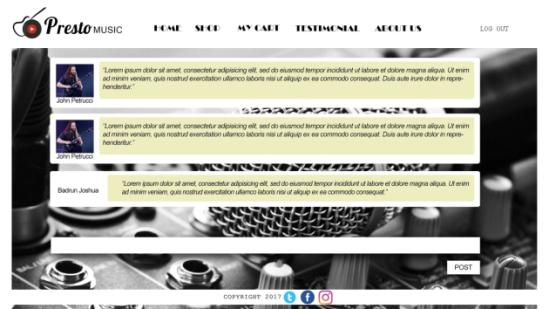 Presto MUSIC
HOME SHOP MY CART TESTIMONIAL ABOUT US LOG OUT
"Lorem ipsum dolor sit amet, consectetur adipisicing elit, sed do eiusmod tempor incididunt ut labore et dolore magna aliqua. Ut enim
ad minim veniam, quis nostrud exercitation ullamco laboris nisi ut aliquip ex ea commodo consequat. Duis aute irure dolor in repre-
henderitur."
John Petrucci
"Lorem ipsum dolor sit amet, consectetur adipisicing elit, sed do eiusmod tempor incididunt ut labore et dolore magna aliqua. Ut enim
ad minim veniam, quis nostrud exercitation ullamco laboris nisi ut aliquip ex ea commodo consequat. Duis aute irure dolor in repre-
henderitur."
John Petrucci
Badrun Joshua
"Lorem ipsum dolor sit amet, consectetur adipisicing elit, sed do eiusmod tempor incididunt ut labore et dolore magna aliqua. Ut enim
ad minim veniam, quis nostrud exercitation ullamco laboris nisi ut aliquip ex ea commodo consequat."
POST
COPYRIGHT 2017